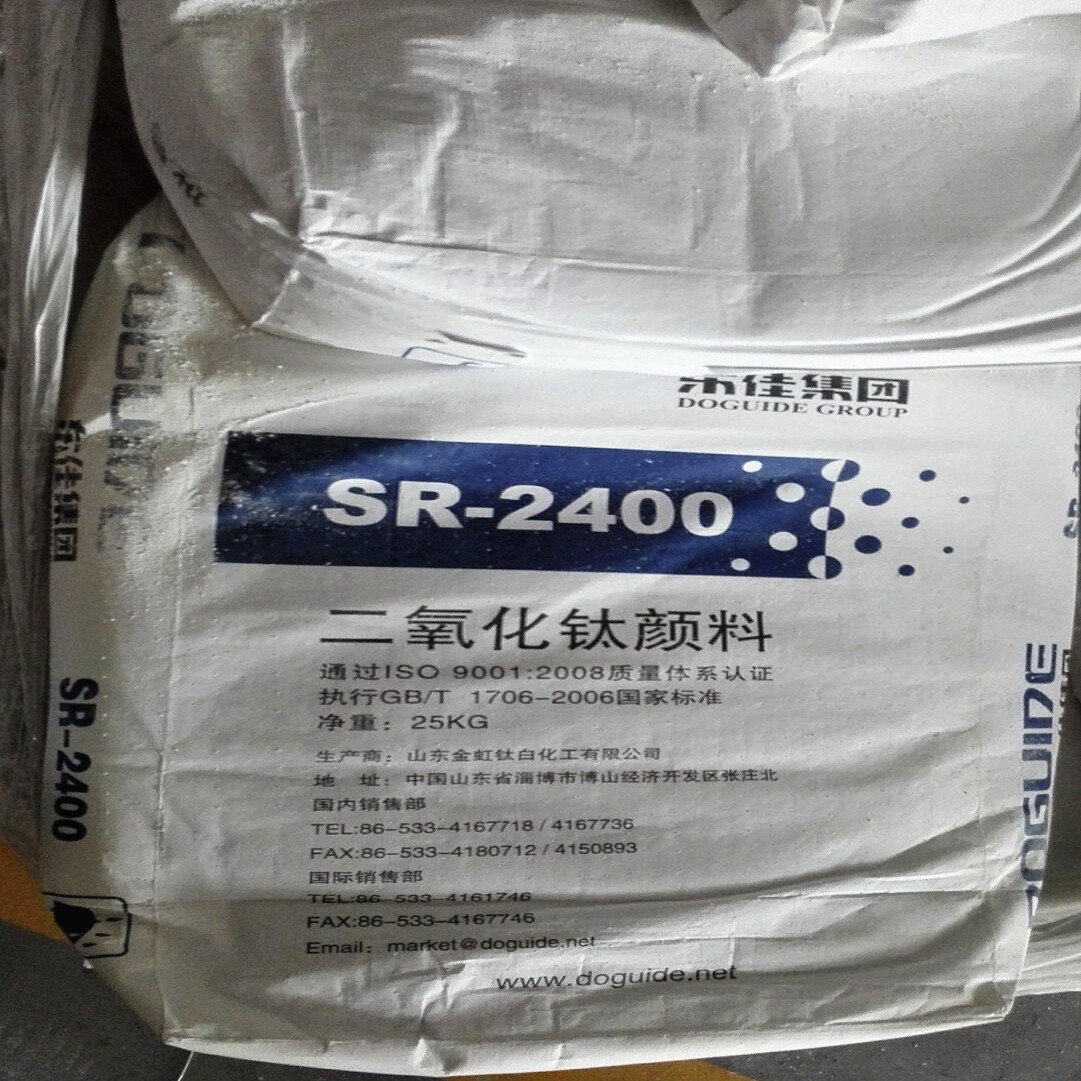 东佳集团
DOGUIDE GROUP
SR-2400
二氧化钛颜料
通过ISO 9001:2008质量体系认证
执行GB/T 1706-2006国家标准
净重：25KG
生产商：山东金虹钛白化工有限公司
地 址：中国山东省淄博市博山经济开发区张庄北
国内销售部
TEL:86-533-4167718 / 4167736
FAX:86-533-4180712 / 4150893
国际销售部
TEL:86-533-4161746
FAX:86-533-4167746
Email：market@doguide.net
www.doguide.net
东佳集团
SR-2400
DOGUIDE
DOGUIDE